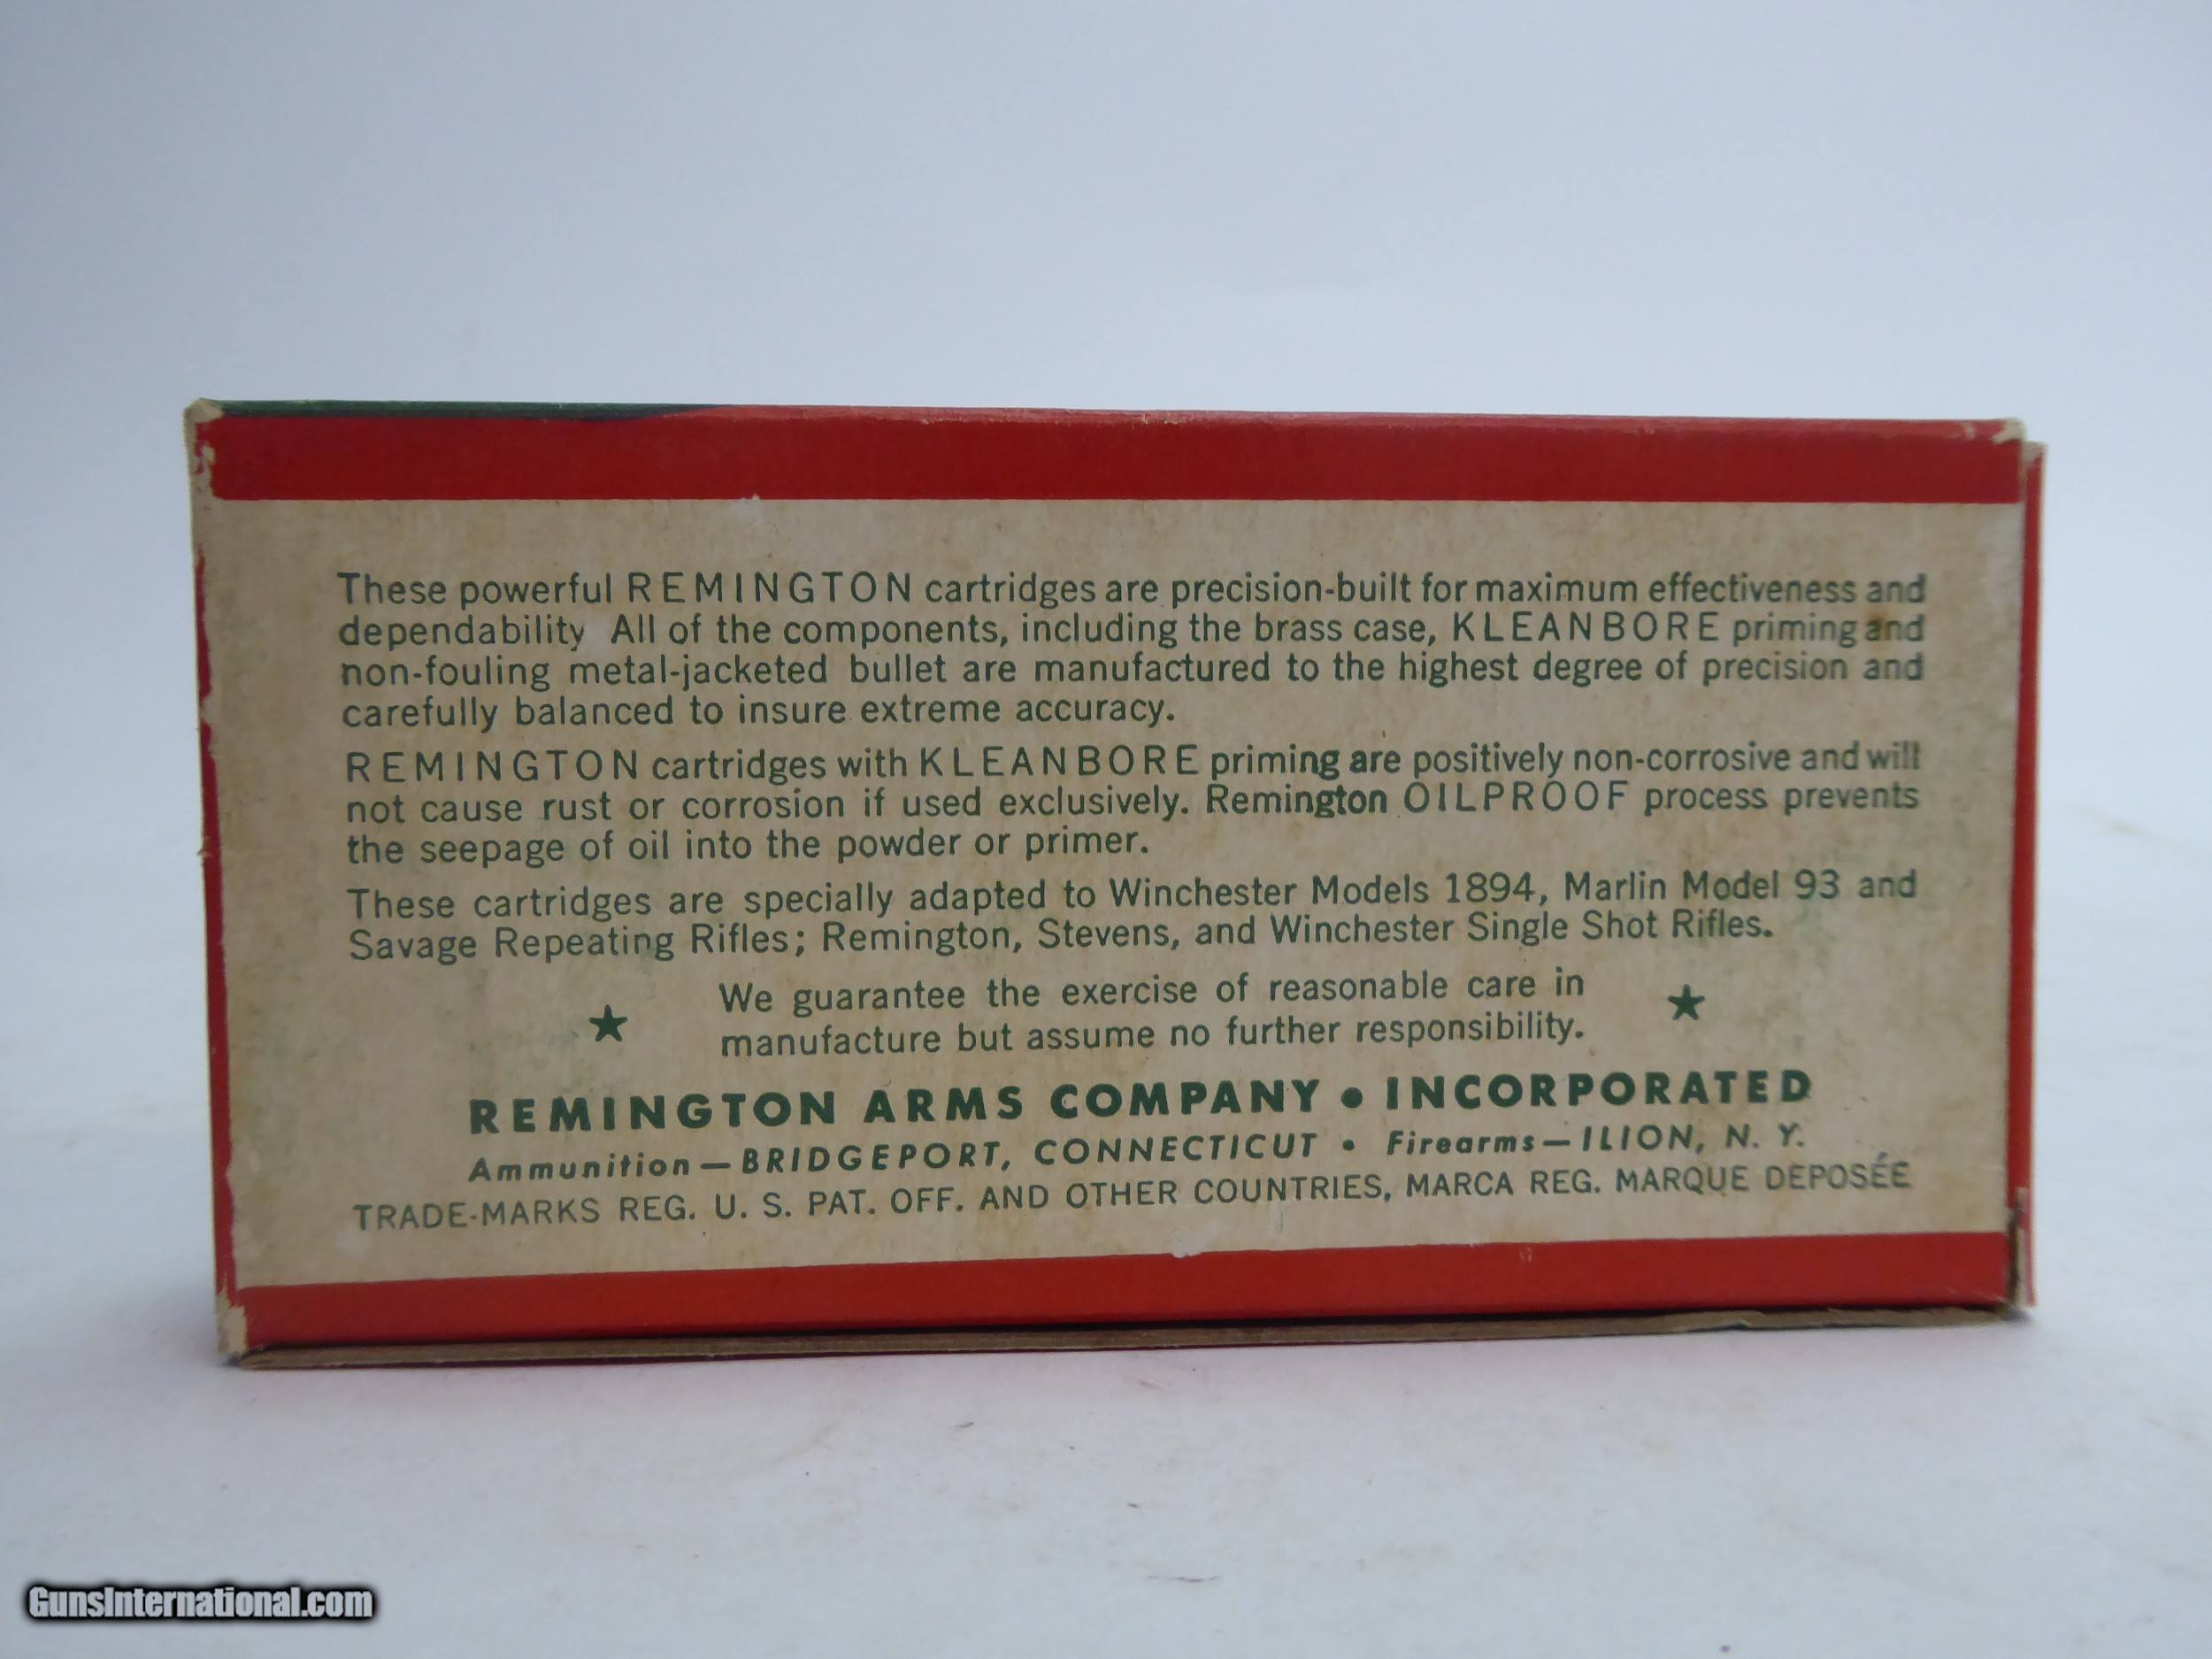 These powerful REMINGTON cartridges are precision-built for maximum effectiveness and
dependability All of the components, including the brass case, KLEANBORE priming and
non-fouling metal-jacketed bullet are manufactured to the highest degree of precision and
carefully balanced to insure extreme accuracy.
REMINGTON cartridges with KLEANBORE priming are positively non-corrosive and will
not cause rust or corrosion if used exclusively. Remington OILPROOF process prevents
the seepage of oil into the powder or primer.
These cartridges are specially adapted to Winchester Models 1894, Marlin Model 93 and
Savage Repeating Rifles; Remington, Stevens, and Winchester Single Shot Rifles.
★ We guarantee the exercise of reasonable care in ★
manufacture but assume no further responsibility.
REMINGTON ARMS COMPANY • INCORPORATED
Ammunition—BRIDGEPORT, CONNECTICUT • Firearms—ILION, N. Y.
TRADE-MARKS REG. U. S. PAT. OFF. AND OTHER COUNTRIES, MARCA REG. MARQUE DEPOSÉE
GunsInternational.com